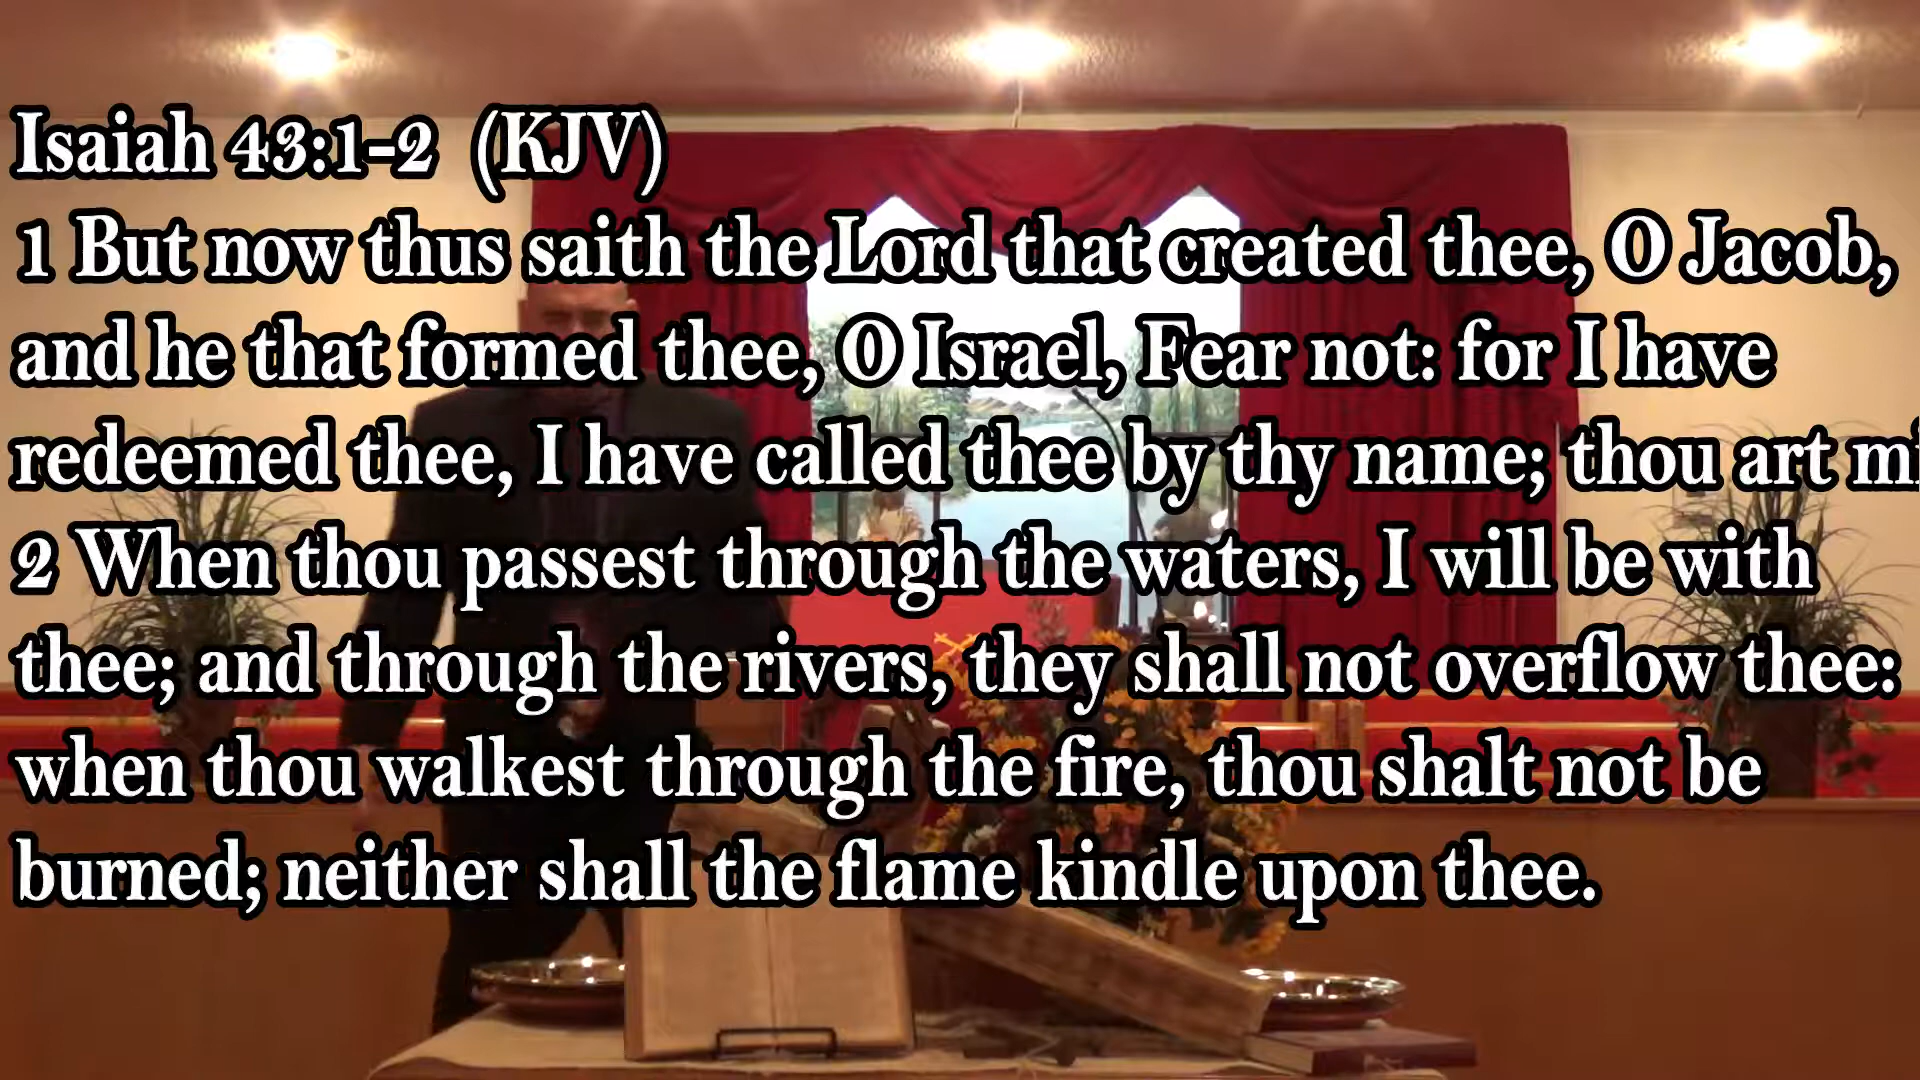 Isaiah 43:1-2 (KJV)
1 But now thus saith the Lord that created thee, O Jacob,
and he that formed thee, O Israel, Fear not: for I have
redeemed thee, I have called thee by thy name; thou art mi
2 When thou passest through the waters, I will be with
thee; and through the rivers, they shall not overflow thee:
when thou walkest through the fire, thou shalt not be
burned; neither shall the flame kindle upon thee.